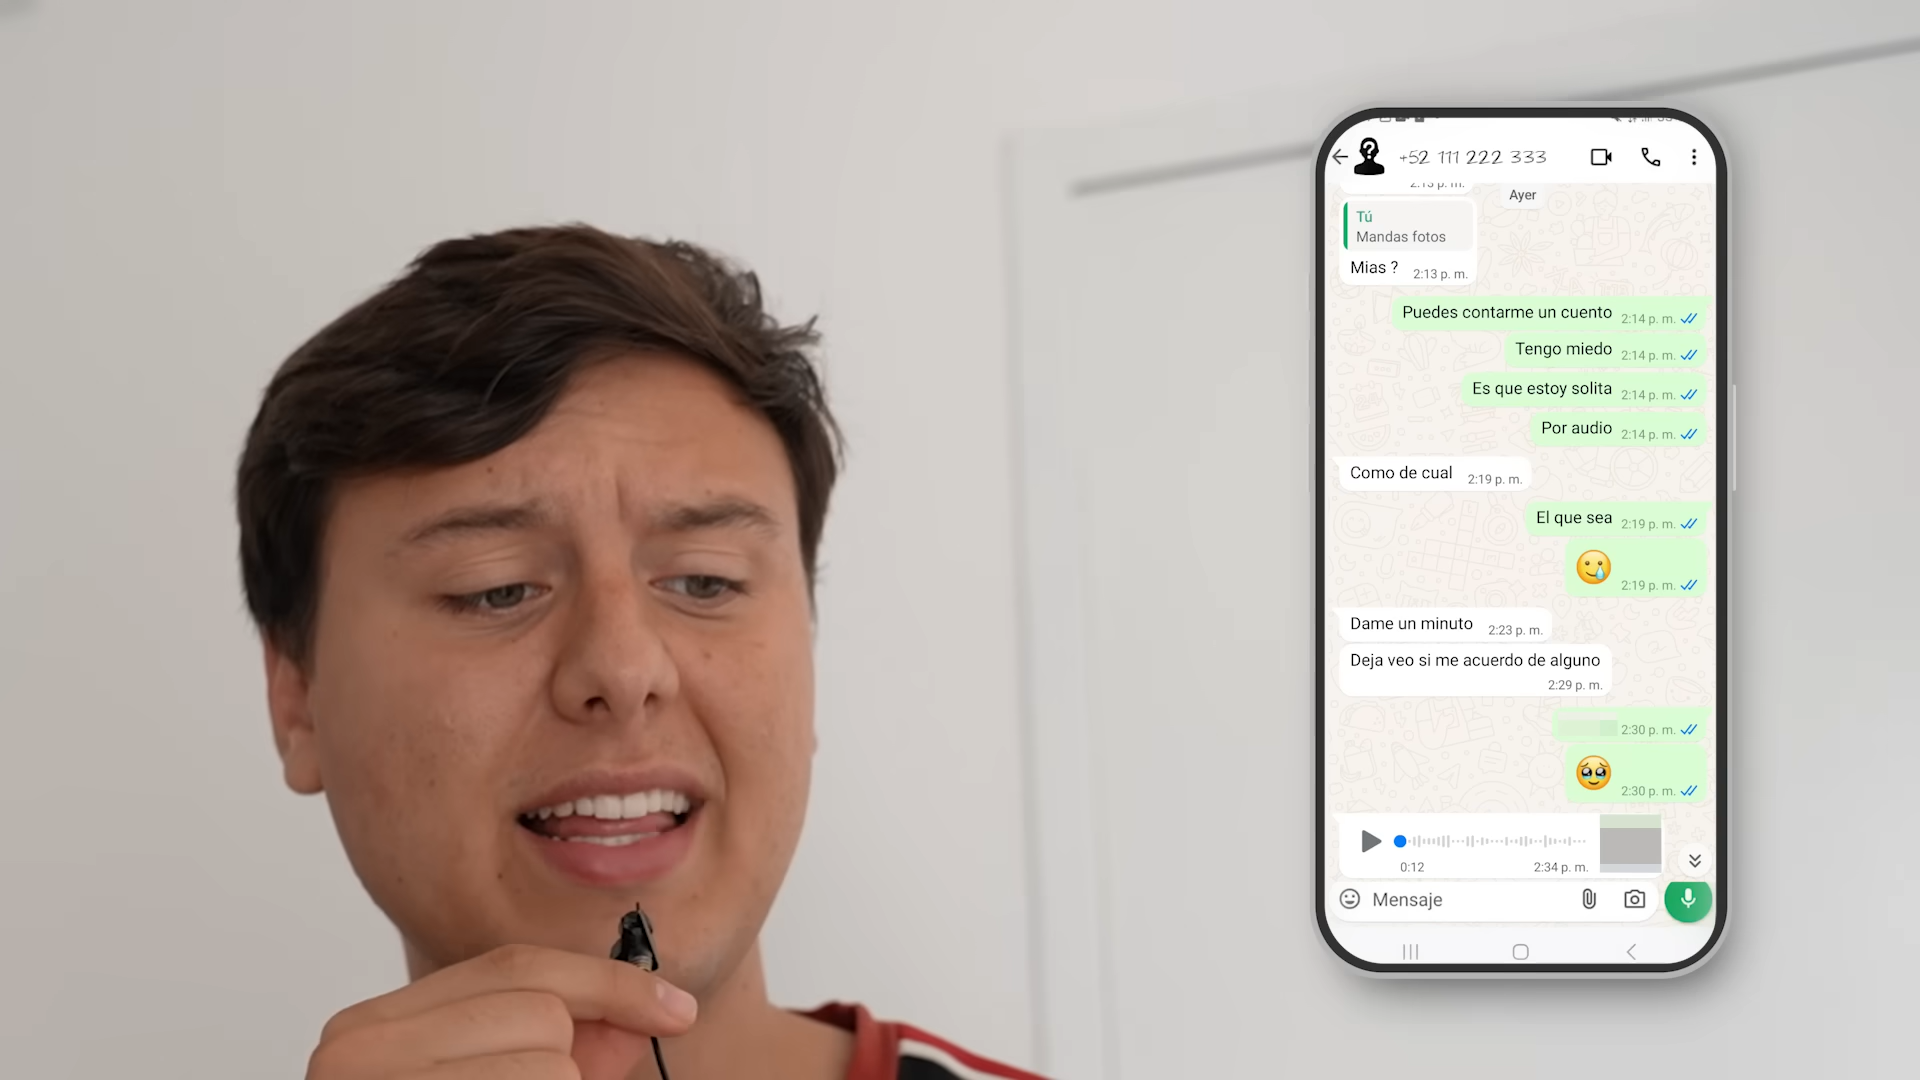 +52 111 222 333
2:13 p. m.
Ayer
Tú
Mandas fotos
Mias ? 2:13 p. m.
Puedes contarme un cuento 2:14 p. m.
Tengo miedo 2:14 p. m.
Es que estoy solita 2:14 p. m.
Por audio 2:14 p. m.
Como de cual 2:19 p. m.
El que sea 2:19 p. m.
2:19 p. m.
Dame un minuto 2:23 p. m.
Deja veo si me acuerdo de alguno
2:29 p. m.
2:30 p. m.
2:30 p. m.
0:12 2:34 p. m.
Mensaje